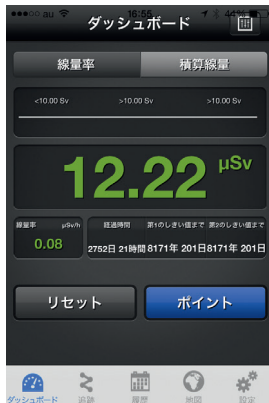 au 16:55 44%
ダッシュボード
線量率 積算線量
<10.00 Sv >10.00 Sv >10.00 Sv
12.22 μSv
線量率 μSv/h 経過時間 第1のしきい値まで 第2のしきい値まで
0.08 2752日 21時間 8171年 201日 8171年 201日
リセット ポイント
ダッシュボード 追跡 履歴 地図 設定